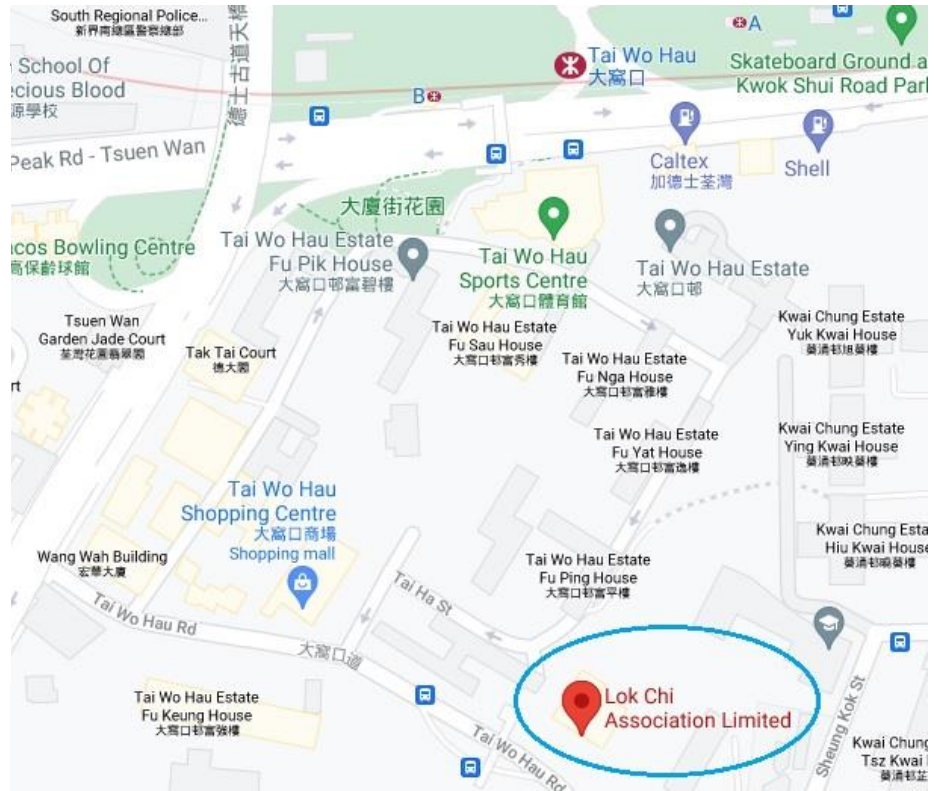 South Regional Police...
新界南總區警察總部
德士古道天橋
A
Tai Wo Hau
大窩口
Skateboard Ground a
Kwok Shui Road Park
School Of
ecious Blood
源學校
B
Peak Rd - Tsuen Wan
Caltex
加德士荃灣
Shell
大廈街花園
cos Bowling Centre
高保齡球館
Tai Wo Hau Estate
Fu Pik House
大窩口邨富碧樓
Tai Wo Hau
Sports Centre
大窩口體育館
Tai Wo Hau Estate
大窩口邨
Tsuen Wan
Garden Jade Court
荃灣花園翡翠閣
Tak Tai Court
德大閣
rt
Tai Wo Hau Estate
Fu Sau House
大窩口邨富秀樓
Tai Wo Hau Estate
Fu Nga House
大窩口邨富雅樓
Kwai Chung Estate
Yuk Kwai House
葵涌邨旭葵樓
Tai Wo Hau Estate
Fu Yat House
大窩口邨富逸樓
Kwai Chung Estate
Ying Kwai House
葵涌邨映葵樓
Tai Wo Hau
Shopping Centre
大窩口商場
Shopping mall
Kwai Chung Esta
Hiu Kwai House
葵涌邨曉葵樓
Wang Wah Building
宏華大廈
Tai Wo Hau Estate
Fu Ping House
大窩口邨富平樓
Tai Ha St
Tai Wo Hau Rd
大窩口道
Tai Wo Hau Estate
Fu Keung House
大窩口邨富強樓
Lok Chi
Association Limited
Tai Wo Hau Rd
Sheung Kok St
Kwai Chung
Tsz Kwai
葵涌邨芷